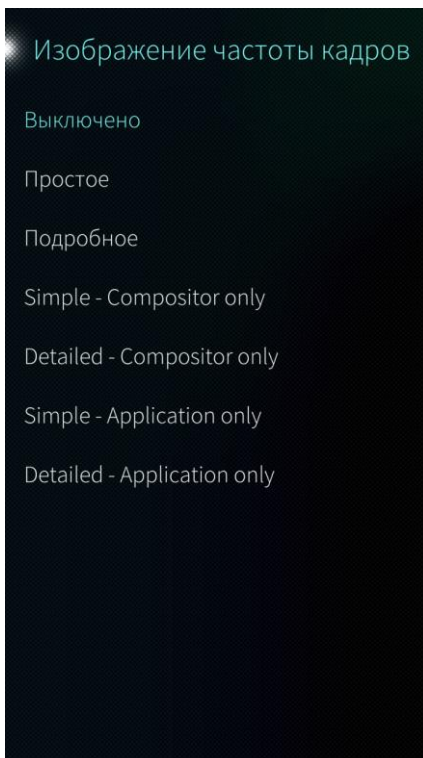 Изображение частоты кадров
Выключено
Простое
Подробное
Simple - Compositor only
Detailed - Compositor only
Simple - Application only
Detailed - Application only